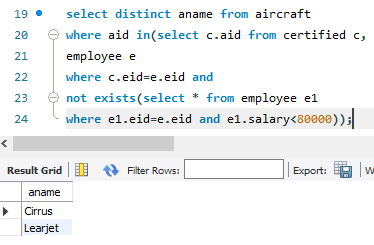 19 select distinct aname from aircraft
20 where aid in(select c.aid from certified c,
21 employee e
22 where c.eid=e.eid and
23 not exists(select * from employee e1
24 where e1.eid=e.eid and e1.salary<80000));
Result Grid Filter Rows: Export:
aname
Cirrus
Learjet